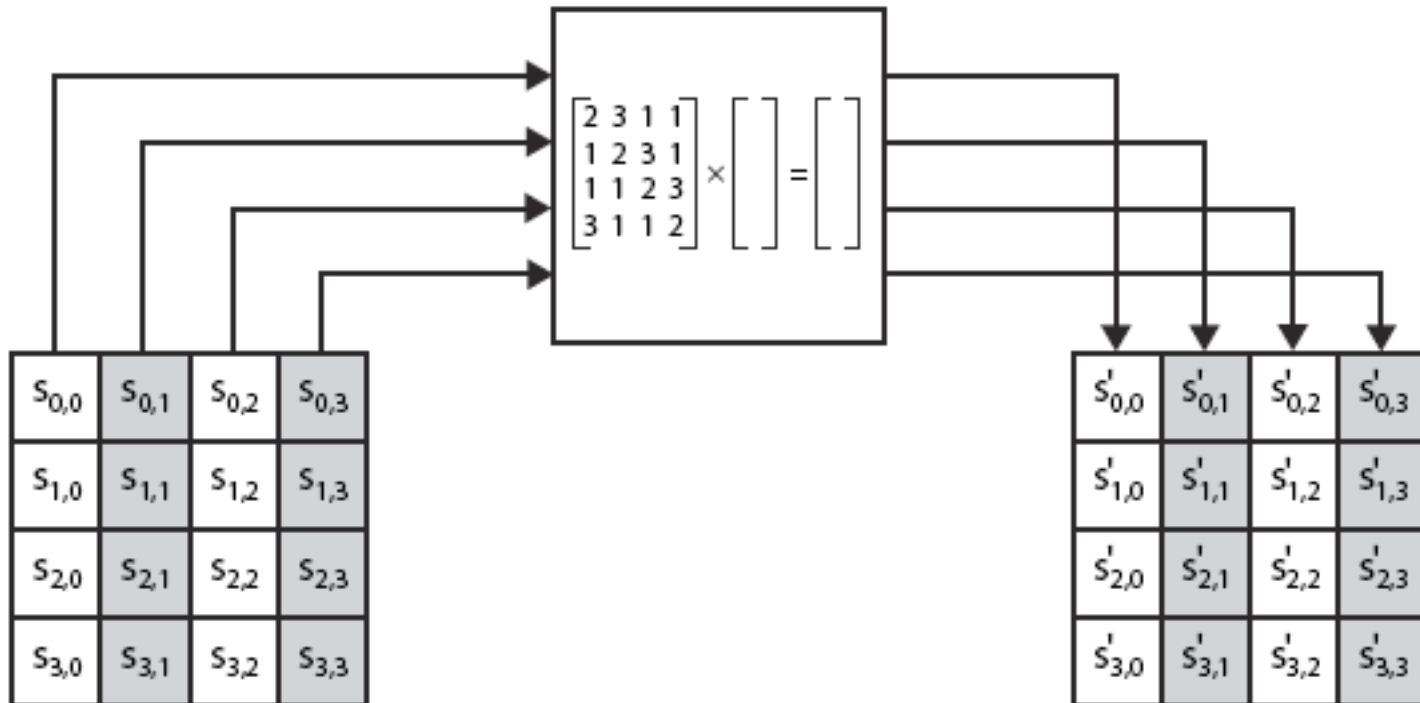 2 3 1 1
1 2 3 1
1 1 2 3
3 1 1 2
× =
S0,0 S0,1 S0,2 S0,3
S1,0 S1,1 S1,2 S1,3
S2,0 S2,1 S2,2 S2,3
S3,0 S3,1 S3,2 S3,3
S'0,0 S'0,1 S'0,2 S'0,3
S'1,0 S'1,1 S'1,2 S'1,3
S'2,0 S'2,1 S'2,2 S'2,3
S'3,0 S'3,1 S'3,2 S'3,3